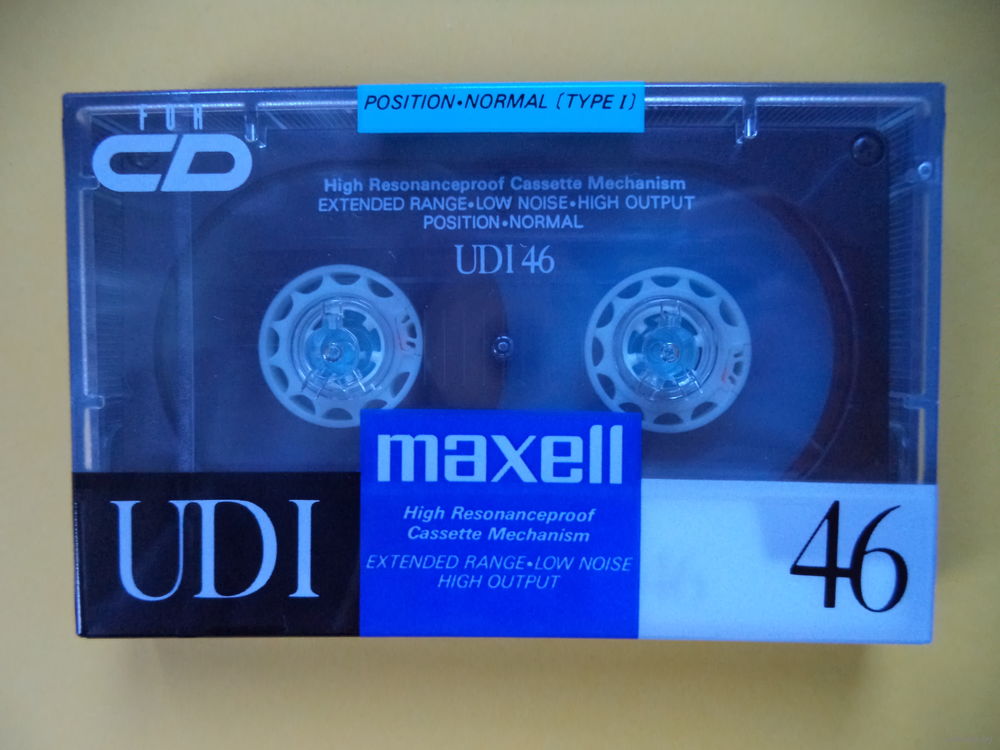 POSITION•NORMAL (TYPE I)
FOR
CD
High Resonanceproof Cassette Mechanism
EXTENDED RANGE•LOW NOISE•HIGH OUTPUT
POSITION•NORMAL
UDI 46
maxell
UDI
High Resonanceproof
Cassette Mechanism
EXTENDED RANGE•LOW NOISE
HIGH OUTPUT
46